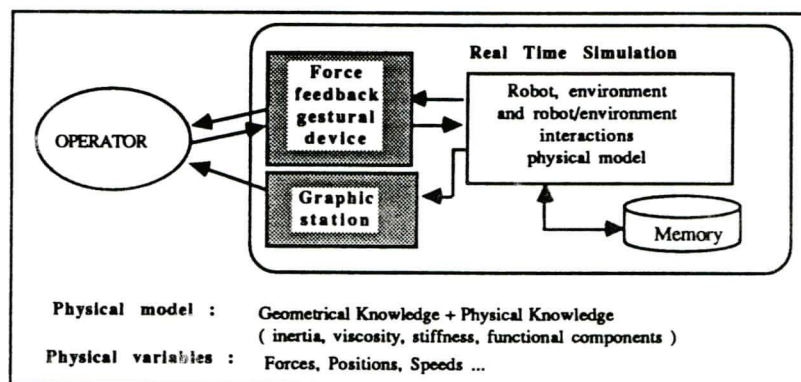 Real Time Simulation
Force
feedback
gestural
device
Robot, environment
and robot/environment
interactions
physical model
OPERATOR
Graphic
station
Memory
Physical model : Geometrical Knowledge + Physical Knowledge
( inertia, viscosity, stiffness, functional components )
Physical variables : Forces, Positions, Speeds ...